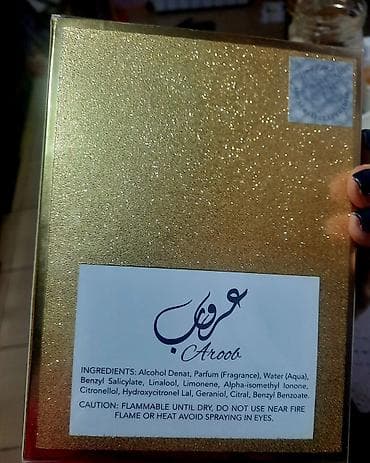 عروب
Aroob
INGREDIENTS: Alcohol Denat, Parfum (Fragrance), Water (Aqua),
Benzyl Salicylate, Linalool, Limonene, Alpha-isomethyl Ionone,
Citronellol, Hydroxycitronel Lal, Geraniol, Citral, Benzyl Benzoate.
CAUTION: FLAMMABLE UNTIL DRY, DO NOT USE NEAR FIRE
FLAME OR HEAT AVOID SPRAYING IN EYES.